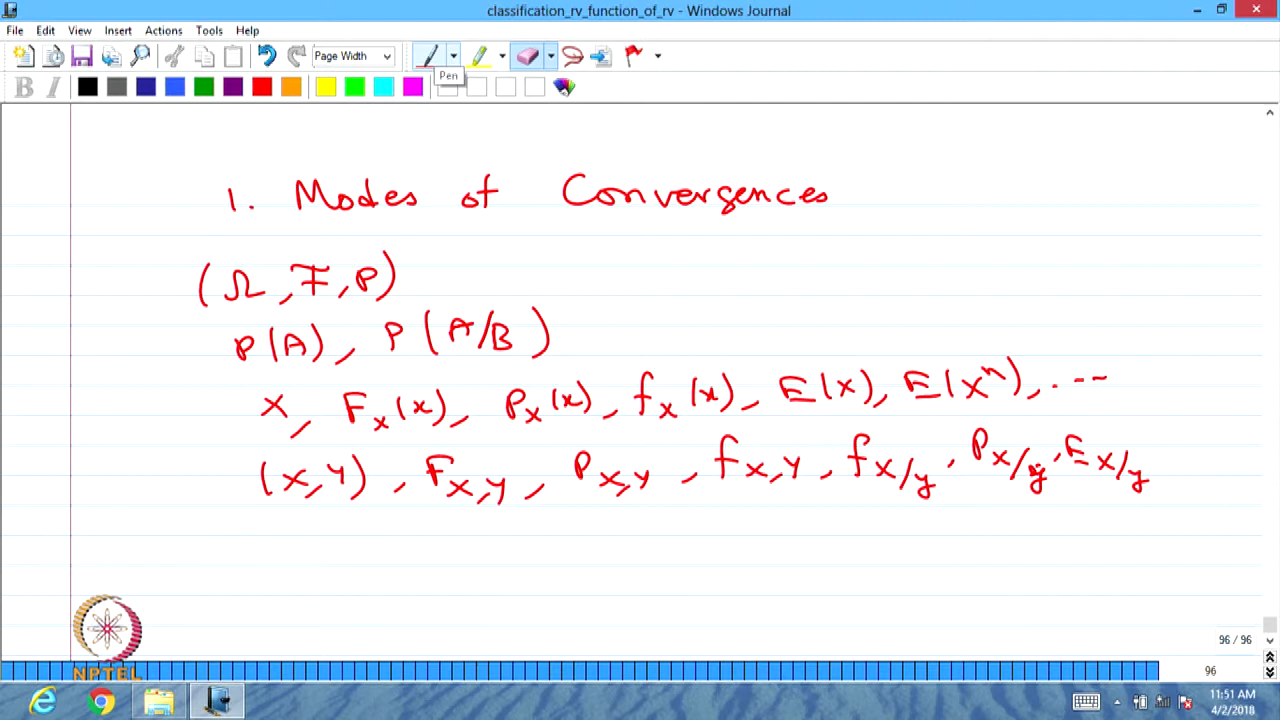 classification_rv_function_of_rv - Windows Journal
File Edit View Insert Actions Tools Help
Page Width
B I
Pen
1. Modes of Convergences
(Ω, F, P)
P(A), P(A/B)
X, F_X(x), P_X(x), f_X(x), E(X), E(X^n), ...
(X,Y), F_X,Y, P_X,Y, f_X,Y, f_X/y, P_X/y, F_X/y
NPTEL
96 / 96
96
11:51 AM
4/2/2018